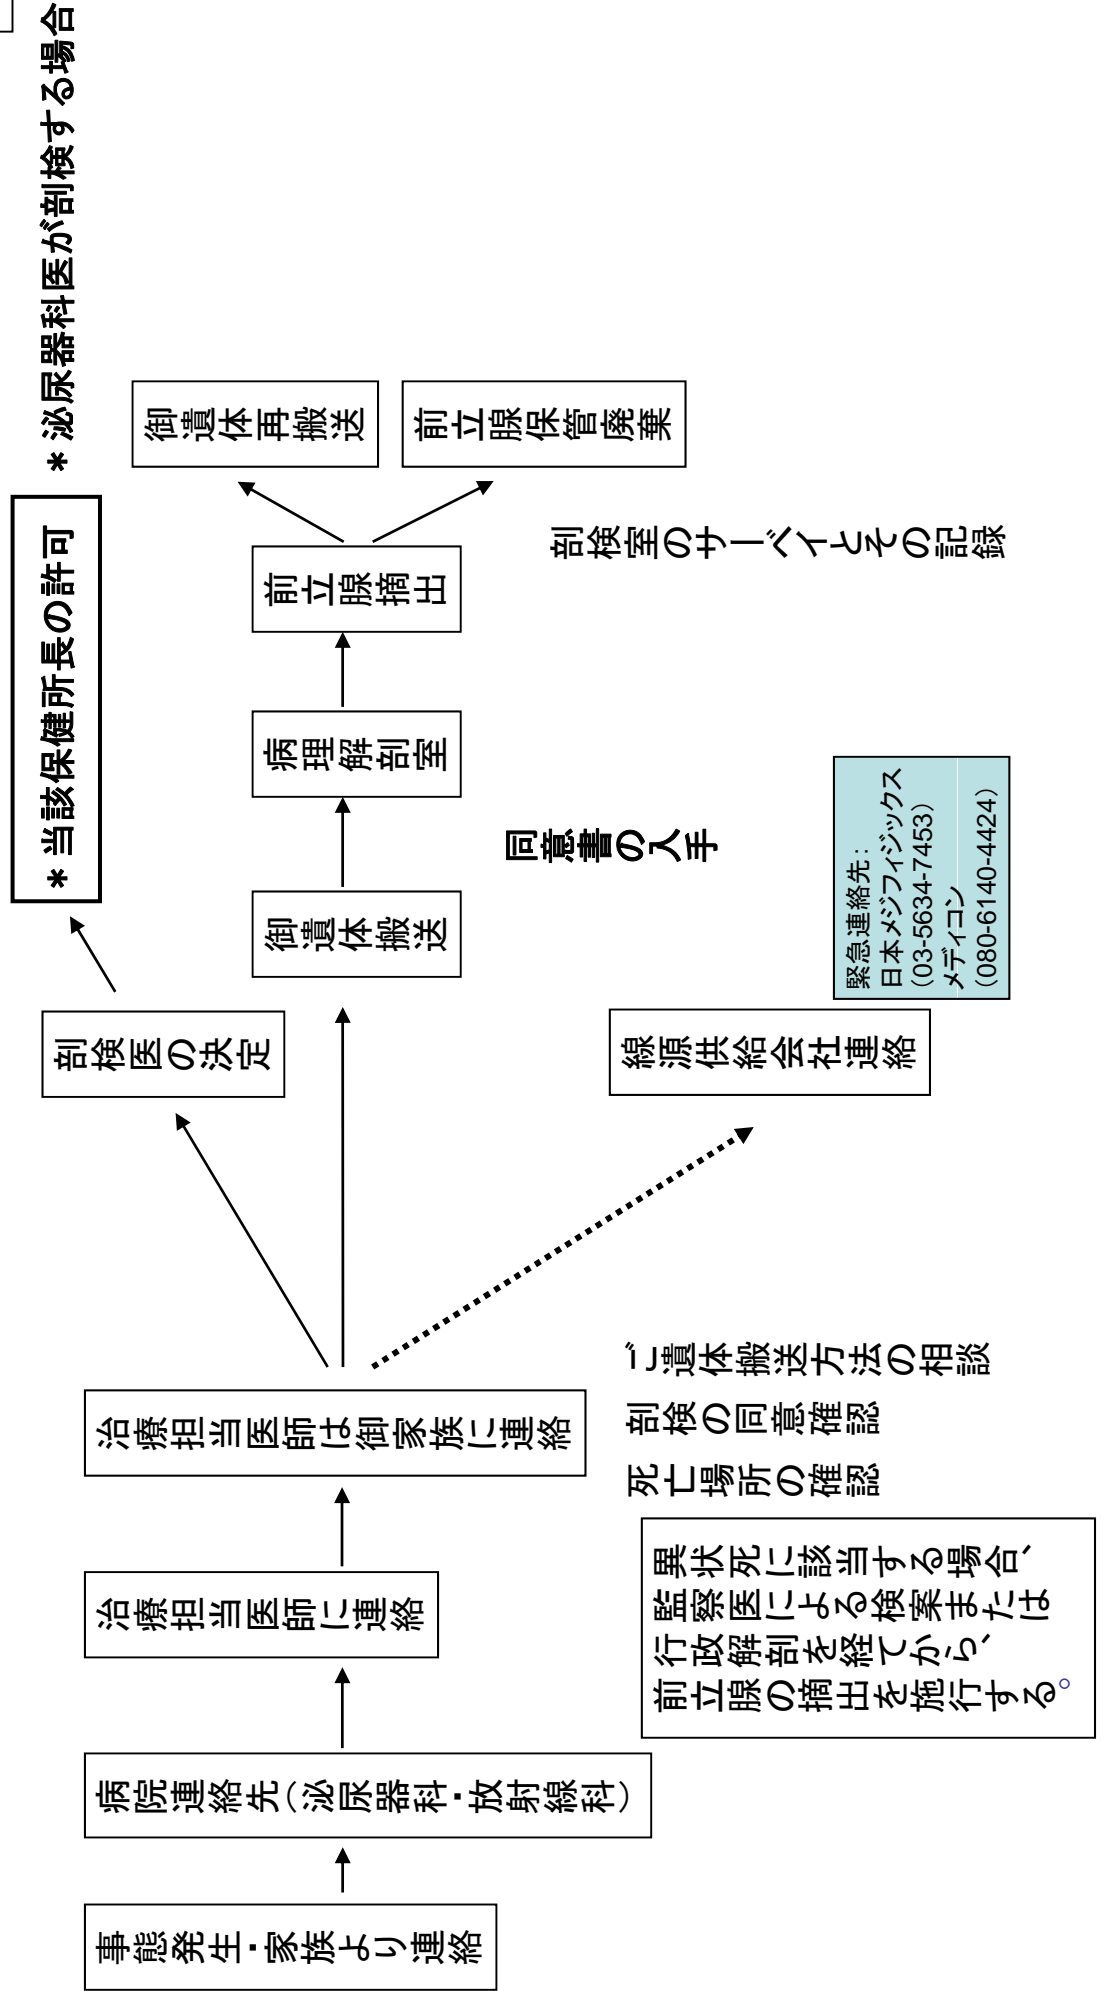 事態発生・家族より連絡
病院連絡先(泌尿器科・放射線科)
治療担当医師に連絡
治療担当医師は御家族に連絡
異状死に該当する場合、
監察医による検案または
行政解剖を経てから、
前立腺の摘出を施行する。
死亡場所の確認
剖検の同意確認
ご遺体搬送方法の相談
剖検医の決定
*当該保健所長の許可
*泌尿器科医が剖検する場合
御遺体搬送
病理解剖室
前立腺摘出
御遺体再搬送
前立腺保管廃棄
同意書の入手
剖検室のサーベイとその記録
線源供給会社連絡
緊急連絡先:
日本メジフィジックス
(03-5634-7453)
メディコン
(080-6140-4424)